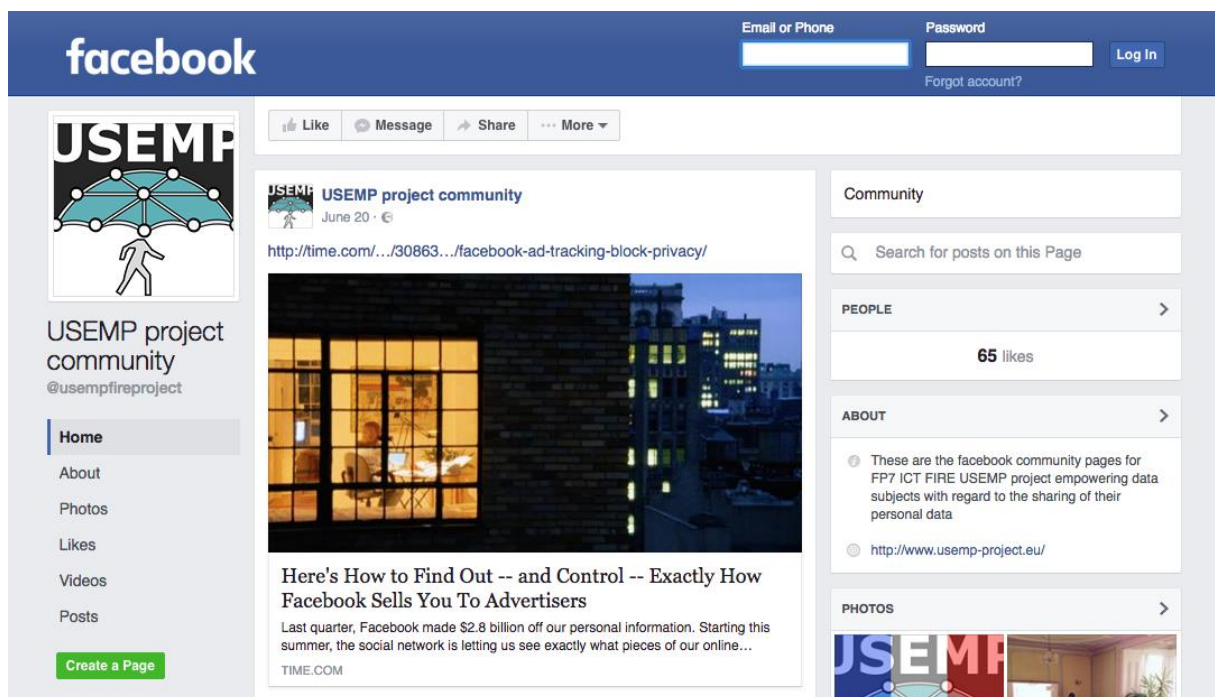 facebook
Email or Phone
Password
Log In
Forgot account?
USEMP
USEMP project
community
@usempfireproject
Home
About
Photos
Likes
Videos
Posts
Create a Page
Like
Message
Share
··· More
USEMP
USEMP project community
June 20 ·
http://time.com/.../30863.../facebook-ad-tracking-block-privacy/
Here's How to Find Out -- and Control -- Exactly How
Facebook Sells You To Advertisers
Last quarter, Facebook made $2.8 billion off our personal information. Starting this
summer, the social network is letting us see exactly what pieces of our online…
TIME.COM
Community
Search for posts on this Page
PEOPLE
65 likes
ABOUT
These are the facebook community pages for
FP7 ICT FIRE USEMP project empowering data
subjects with regard to the sharing of their
personal data
http://www.usemp-project.eu/
PHOTOS
USEMP